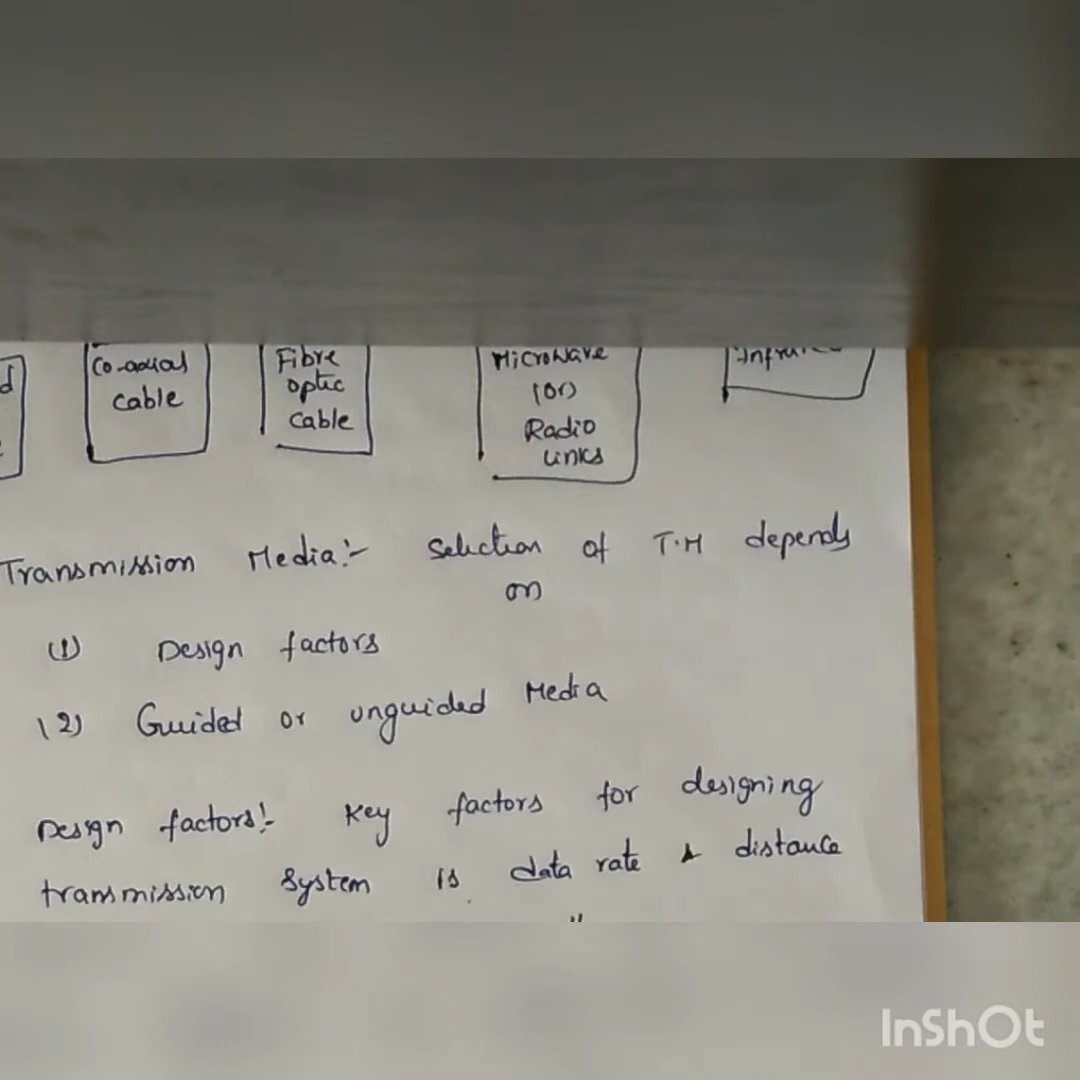 Co-axial
cable
Fibre
optic
cable
Microwave
(or)
Radio
links
Transmission Media:- Selection of T.M depends
on
(1) Design factors
(2) Guided or unguided Media
Design factors:- Key factors for designing
transmission system is data rate & distance
InShOt